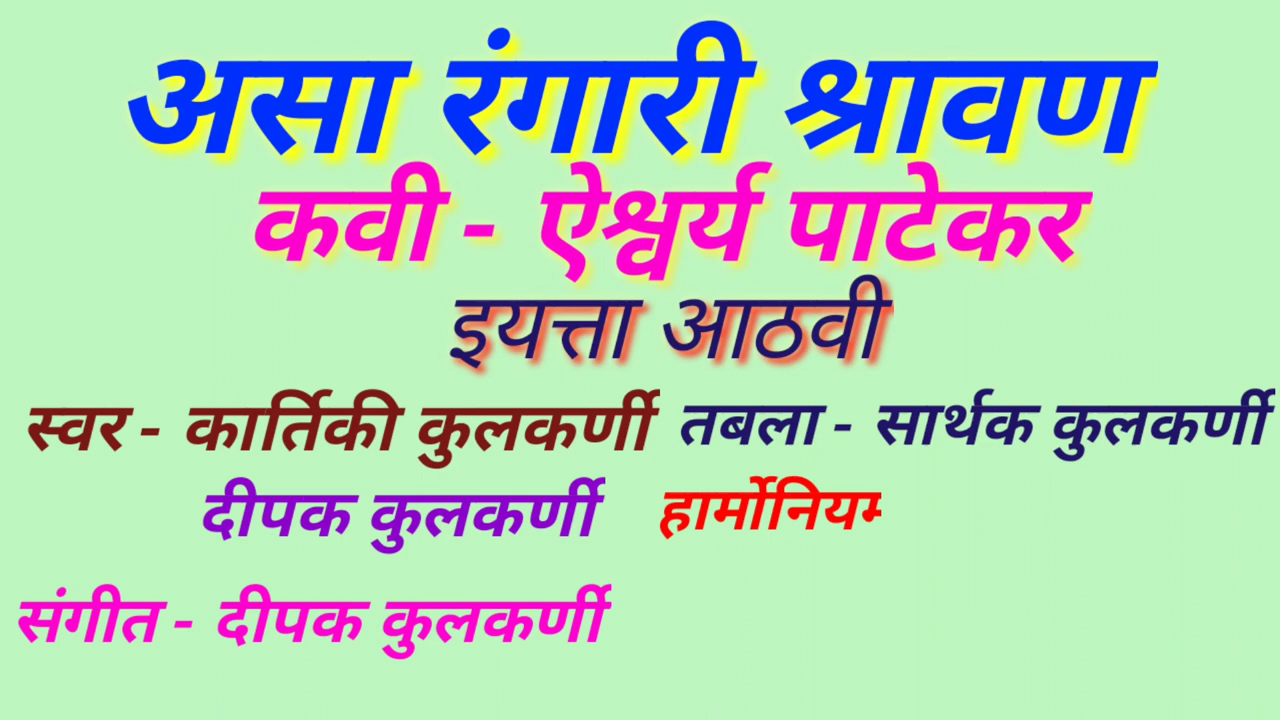 असा रंगारी श्रावण
कवी - ऐश्वर्य पाटेकर
इयत्ता आठवी
स्वर - कार्तिकी कुलकर्णी तबला - सार्थक कुलकर्णी
दीपक कुलकर्णी हार्मोनियम
संगीत - दीपक कुलकर्णी